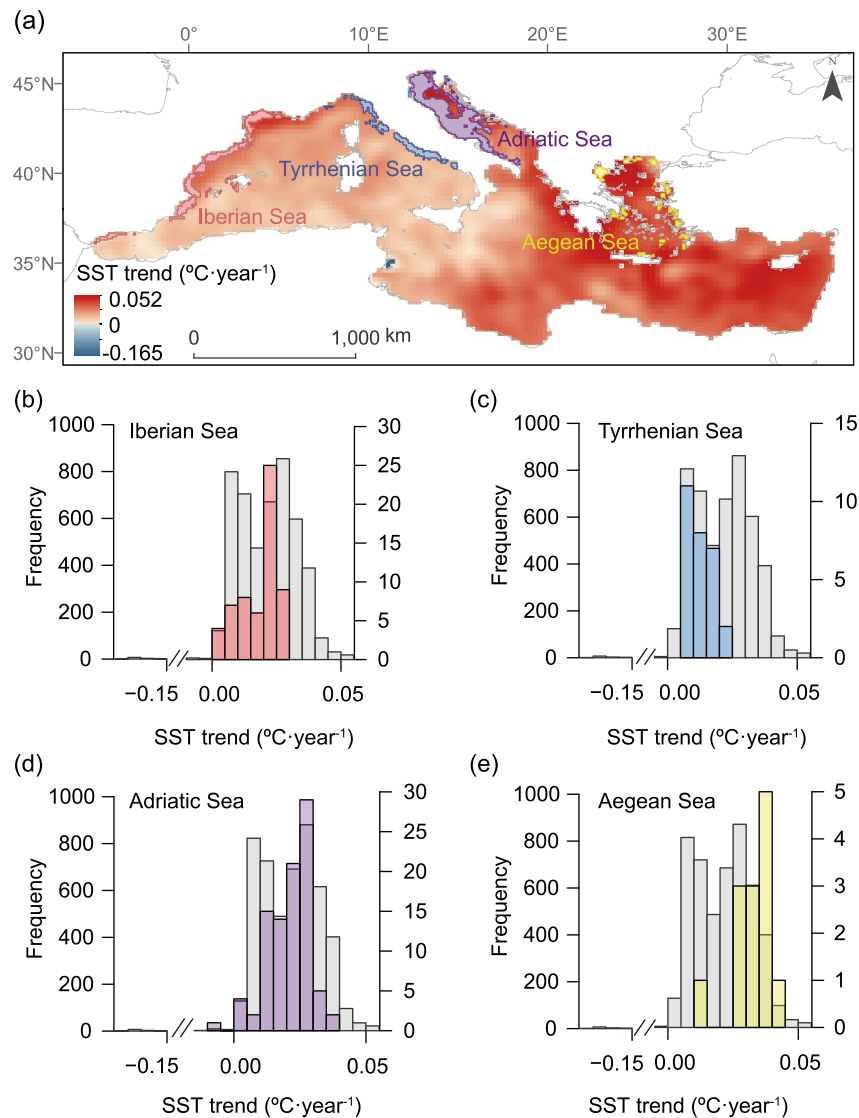 (a)
0° 10°E 20°E 30°E
45°N
40°N
35°N
30°N
N
Adriatic Sea
Tyrrhenian Sea
Iberian Sea
Aegean Sea
SST trend (ºC·year⁻¹)
0.052
0
-0.165
0 1,000 km
(b)
Iberian Sea
Frequency
1000
800
600
400
200
0
30
25
20
15
10
5
0
−0.15 0.00 0.05
SST trend (ºC·year⁻¹)
(c)
Tyrrhenian Sea
Frequency
1000
800
600
400
200
0
15
10
5
0
−0.15 0.00 0.05
SST trend (ºC·year⁻¹)
(d)
Adriatic Sea
Frequency
1000
800
600
400
200
0
30
25
20
15
10
5
0
−0.15 0.00 0.05
SST trend (ºC·year⁻¹)
(e)
Aegean Sea
Frequency
1000
800
600
400
200
0
5
4
3
2
1
0
−0.15 0.00 0.05
SST trend (ºC·year⁻¹)